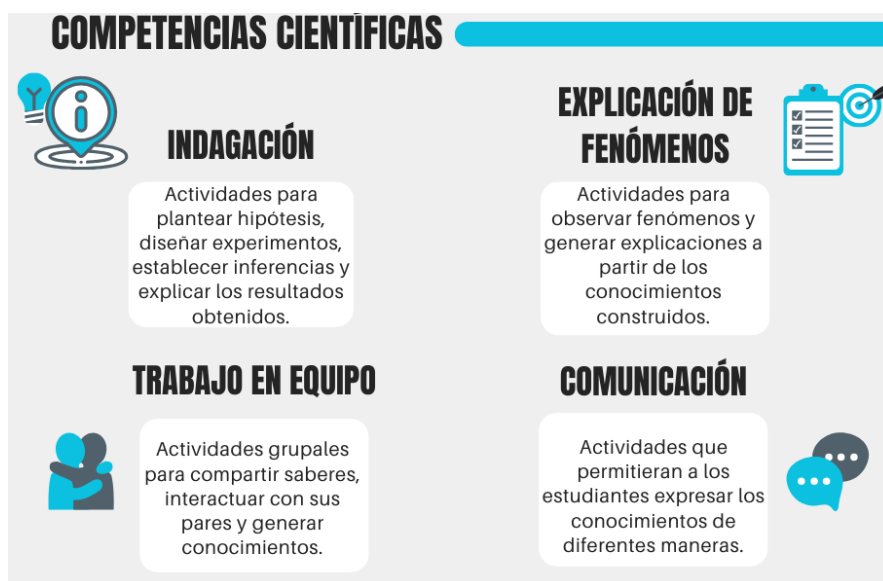 COMPETENCIAS CIENTÍFICAS
INDAGACIÓN
Actividades para
plantear hipótesis,
diseñar experimentos,
establecer inferencias y
explicar los resultados
obtenidos.
EXPLICACIÓN DE
FENÓMENOS
Actividades para
observar fenómenos y
generar explicaciones a
partir de los
conocimientos
construidos.
TRABAJO EN EQUIPO
Actividades grupales
para compartir saberes,
interactuar con sus
pares y generar
conocimientos.
COMUNICACIÓN
Actividades que
permitieran a los
estudiantes expresar los
conocimientos de
diferentes maneras.